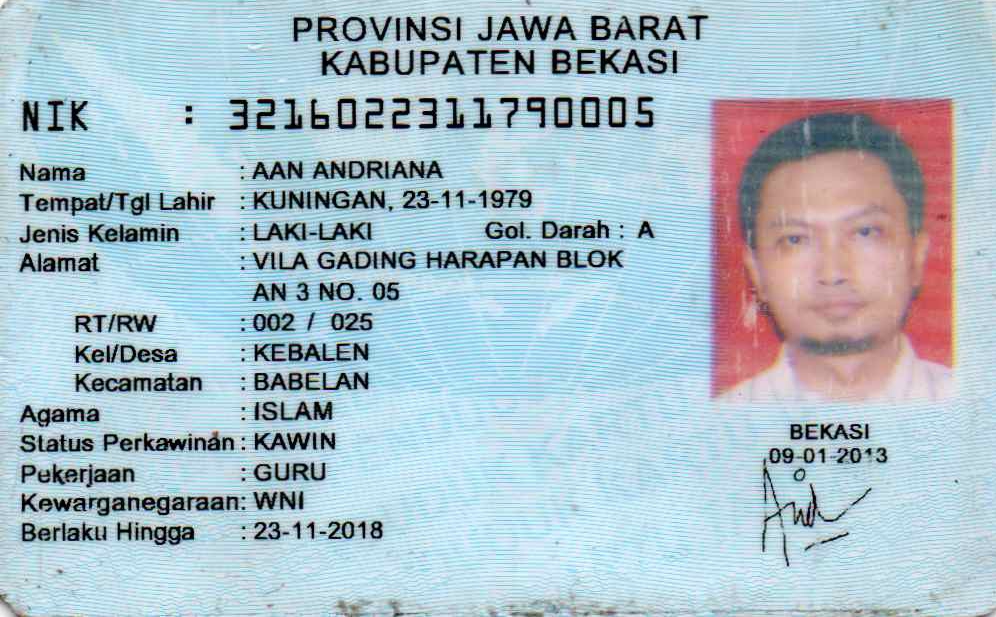 PROVINSI JAWA BARAT
KABUPATEN BEKASI
NIK : 3216022311790005
Nama : AAN ANDRIANA
Tempat/Tgl Lahir : KUNINGAN, 23-11-1979
Jenis Kelamin : LAKI-LAKI Gol. Darah : A
Alamat : VILA GADING HARAPAN BLOK
AN 3 NO. 05
RT/RW : 002 / 025
Kel/Desa : KEBALEN
Kecamatan : BABELAN
Agama : ISLAM
Status Perkawinan : KAWIN
Pekerjaan : GURU
Kewarganegaraan: WNI
Berlaku Hingga : 23-11-2018
BEKASI
09-01-2013